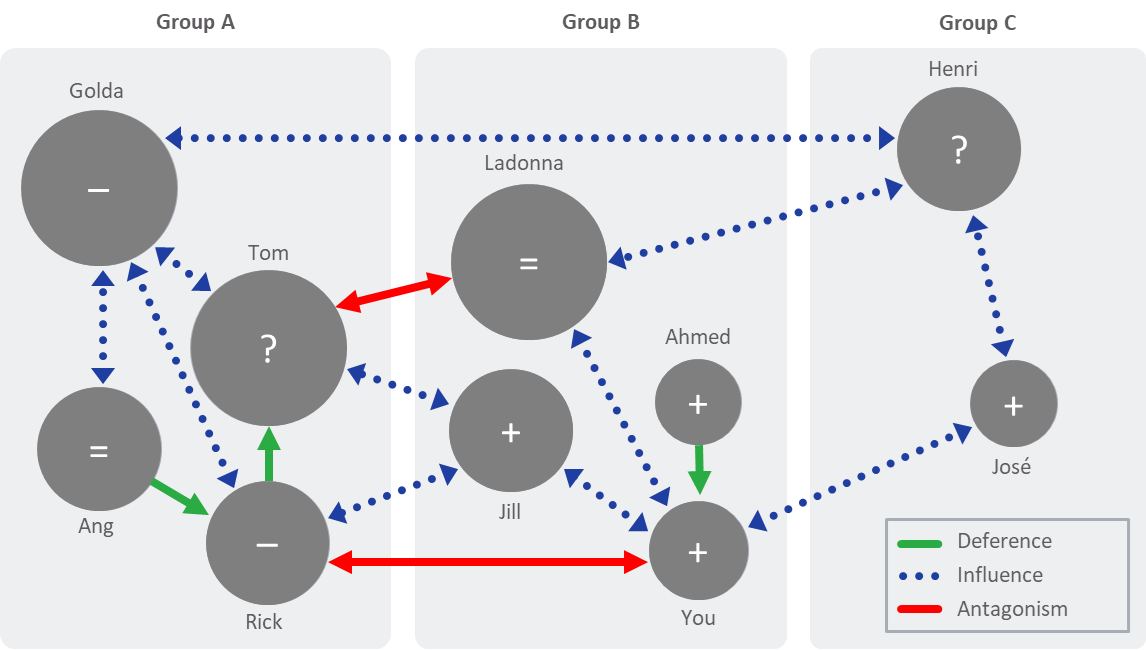 Group A
Group B
Group C
Henri
Golda
?
Ladonna
–
Tom
=
Ahmed
?
+
+
+
=
José
Ang
Jill
–
+
Deference
Influence
Antagonism
Rick
You